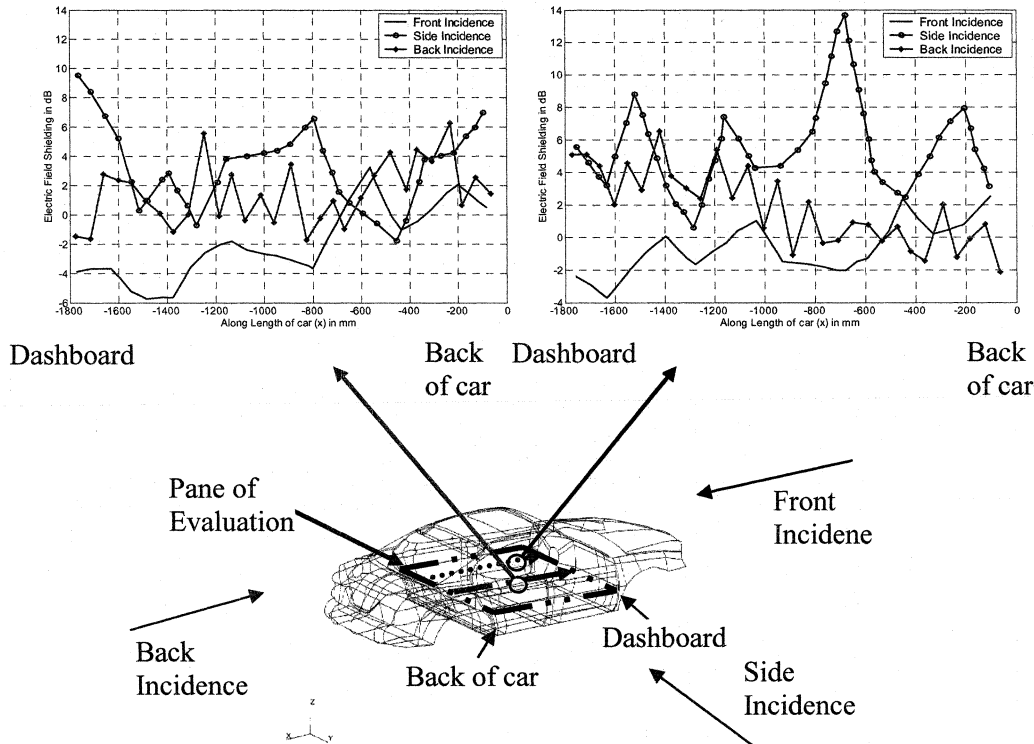 14
12
10
8
6
4
2
0
-2
-4
-6
Electric Field Shielding in dB
Front Incidence
Side Incidence
Back Incidence
-1800 -1600 -1400 -1200 -1000 -800 -600 -400 -200 0
Along Length of car (x) in mm
14
12
10
8
6
4
2
0
-2
-4
Electric Field Shielding in dB
Front Incidence
Side Incidence
Back Incidence
-1800 -1600 -1400 -1200 -1000 -800 -600 -400 -200 0
Along Length of car (x) in mm
Dashboard
Back
of car
Dashboard
Back
of car
Pane of
Evaluation
Front
Incidene
Back
Incidence
Back of car
Dashboard
Side
Incidence
Z
X
Y